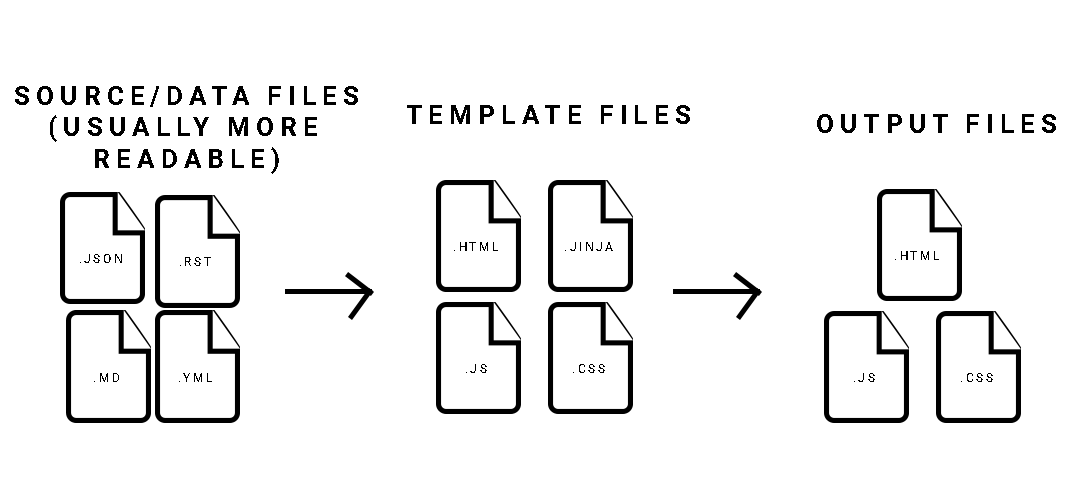 SOURCE/DATA FILES
(USUALLY MORE
READABLE)
.JSON
.RST
.MD
.YML
TEMPLATE FILES
.HTML
.JINJA
.JS
.CSS
OUTPUT FILES
.HTML
.JS
.CSS